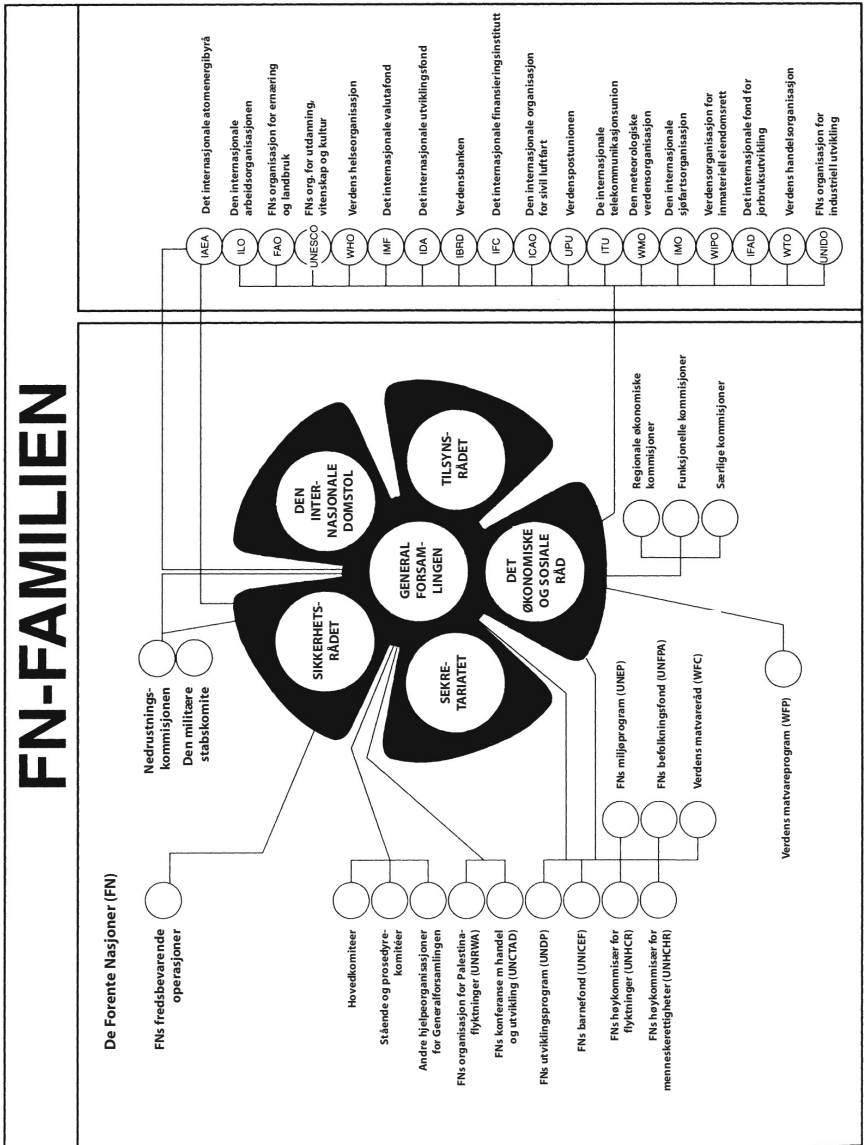 FN-FAMILIEN
De Forente Nasjoner (FN)
FNs fredsbevarende
operasjoner
Nedrustnings-
kommisjonen
Den militære
stabskomite
SIKKERHETS-
RÅDET
DEN
INTER-
NASJONALE
DOMSTOL
GENERAL
FORSAM-
LINGEN
TILSYNS-
RÅDET
SEKRE-
TARIATET
DET
ØKONOMISKE
OG SOSIALE
RÅD
Hovedkomiteer
Stående og prosedyre-
komitéer
Andre hjelpeorganisasjoner
for Generalforsamlingen
FNs organisasjon for Palestina-
flyktninger (UNRWA)
FNs konferanse m handel
og utvikling (UNCTAD)
FNs utviklingsprogram (UNDP)
FNs barnefond (UNICEF)
FNs høykommisær for
flyktninger (UNHCR)
FNs høykommisær for
menneskerettigheter (UNHCHR)
FNs miljøprogram (UNEP)
FNs befolkningsfond (UNFPA)
Verdens matvareråd (WFC)
Verdens matvareprogram (WFP)
Regionale økonomiske
kommisjoner
Funksjonelle kommisjoner
Særlige kommisjoner
IAEA
Det internasjonale atomenergibyrå
ILO
Den internasjonale
arbeidsorganisasjonen
FAO
FNs organisasjon for ernæring
og landbruk
UNESCO
FNs org. for utdanning,
vitenskap og kultur
WHO
Verdens helseorganisasjon
IMF
Det internasjonale valutafond
IDA
Det internasjonale utviklingsfond
IBRD
Verdensbanken
IFC
Det internasjonale finansieringsinstitutt
ICAO
Den internasjonale organisasjon
for sivil luftfart
UPU
Verdenspostunionen
ITU
De internasjonale
telekommunikasjonsunion
WMO
Den meteorologiske
verdensorganisasjon
IMO
Den internasjonale
sjøfartsorganisasjon
WIPO
Verdensorganisasjon for
inmateriell eiendomsrett
IFAD
Det internasjonale fond for
jorbruksutvikling
WTO
Verdens handelsorganisasjon
UNIDO
FNs organisasjon for
industriell utvikling